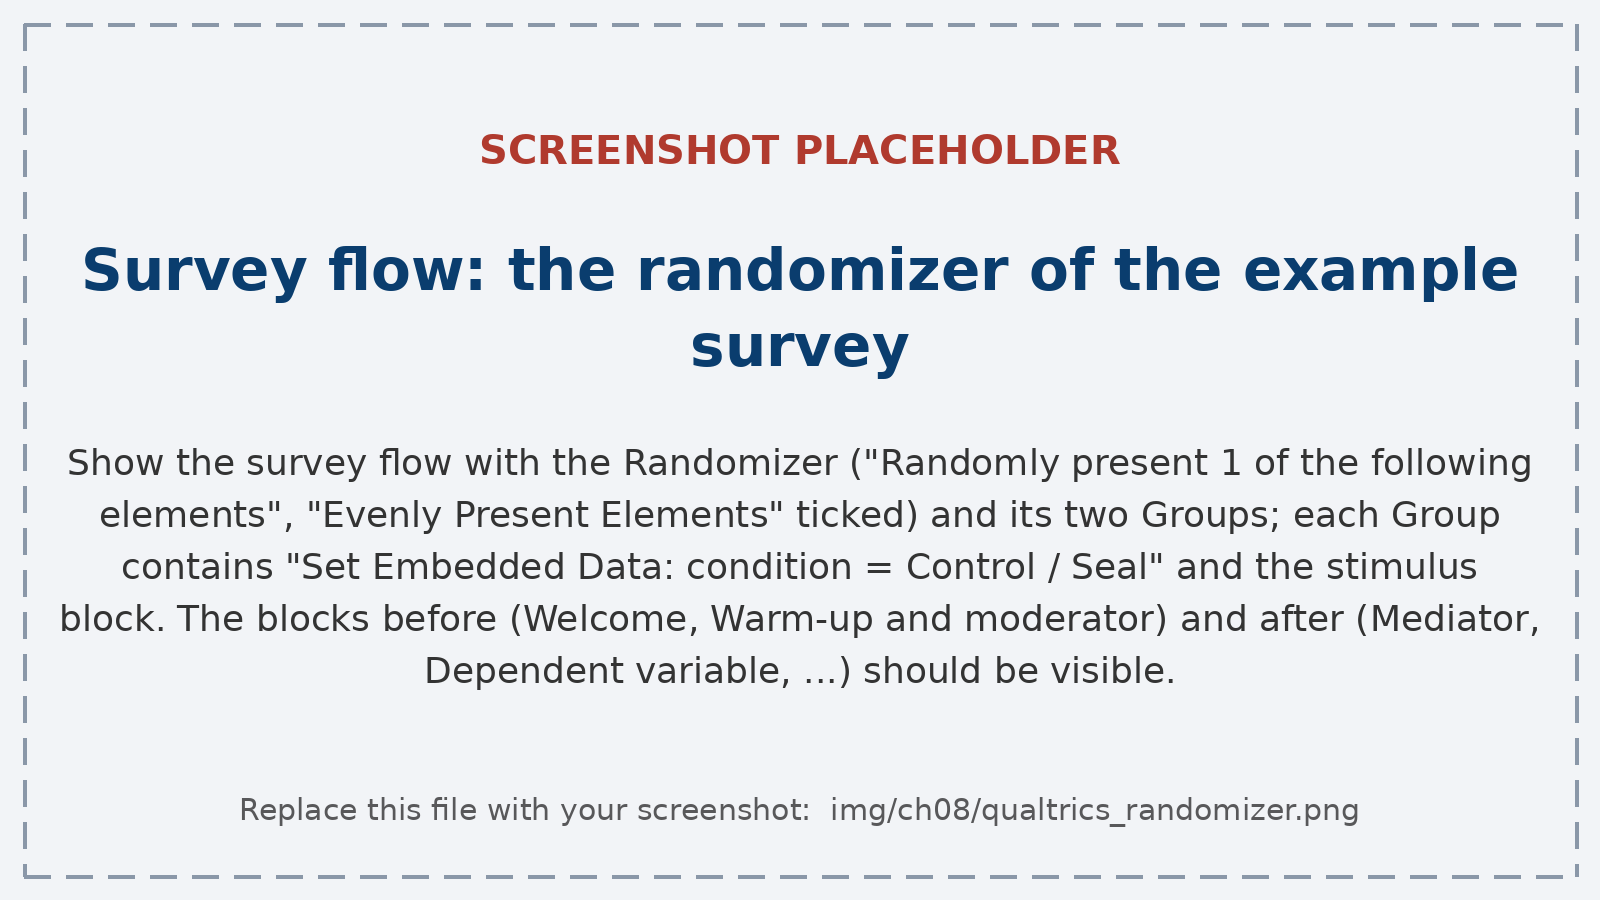 SCREENSHOT PLACEHOLDER
Survey flow: the randomizer of the example
survey
Show the survey flow with the Randomizer ("Randomly present 1 of the following
elements", "Evenly Present Elements" ticked) and its two Groups; each Group
contains "Set Embedded Data: condition = Control / Seal" and the stimulus
block. The blocks before (Welcome, Warm-up and moderator) and after (Mediator,
Dependent variable, ...) should be visible.
Replace this file with your screenshot:  img/ch08/qualtrics_randomizer.png